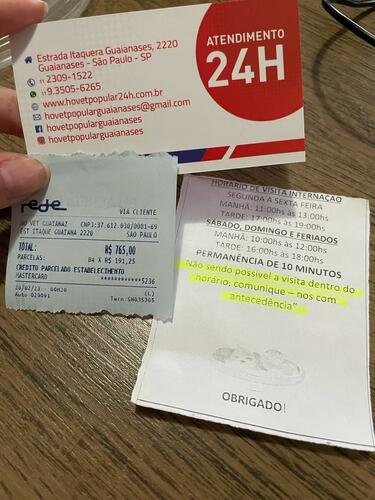 Estrada Itaquera Guaianases, 2220
Guaianases - São Paulo - SP
11 2309-1522
11 9.3505-6265
www.hovetpopular24h.com.br
hovetpopularguaianases@gmail.com
hovetpopularguaianases
hovetpopularguaianases
ATENDIMENTO
24H
rede
VIA CLIENTE
HO VET GUAIANAZ CNPJ:37.612.030/0001-69
EST ITAQUE GUAIANA 2220 SAO PAULO
TOTAL: R$ 765,00
PARCELAS: 04 X R$ 191,25
CREDITO PARCELADO ESTABELECIMENTO
MASTERCARD ************5236
(C)
Auto:029091
HORÁRIO DE VISITA INTERNAÇÃO
SEGUNDA A SEXTA FEIRA
MANHÃ: 11:00hs às 13:00hs
TARDE: 17:00hs às 19:00hs
SÁBADO, DOMINGO E FERIADOS
MANHÃ: 10:00hs às 12:00hs
TARDE: 16:00hs às 18:00hs
PERMANÊNCIA DE 10 MINUTOS
"Não sendo possível a visita dentro do
horário, comunique – nos com
antecedência"
OBRIGADO!